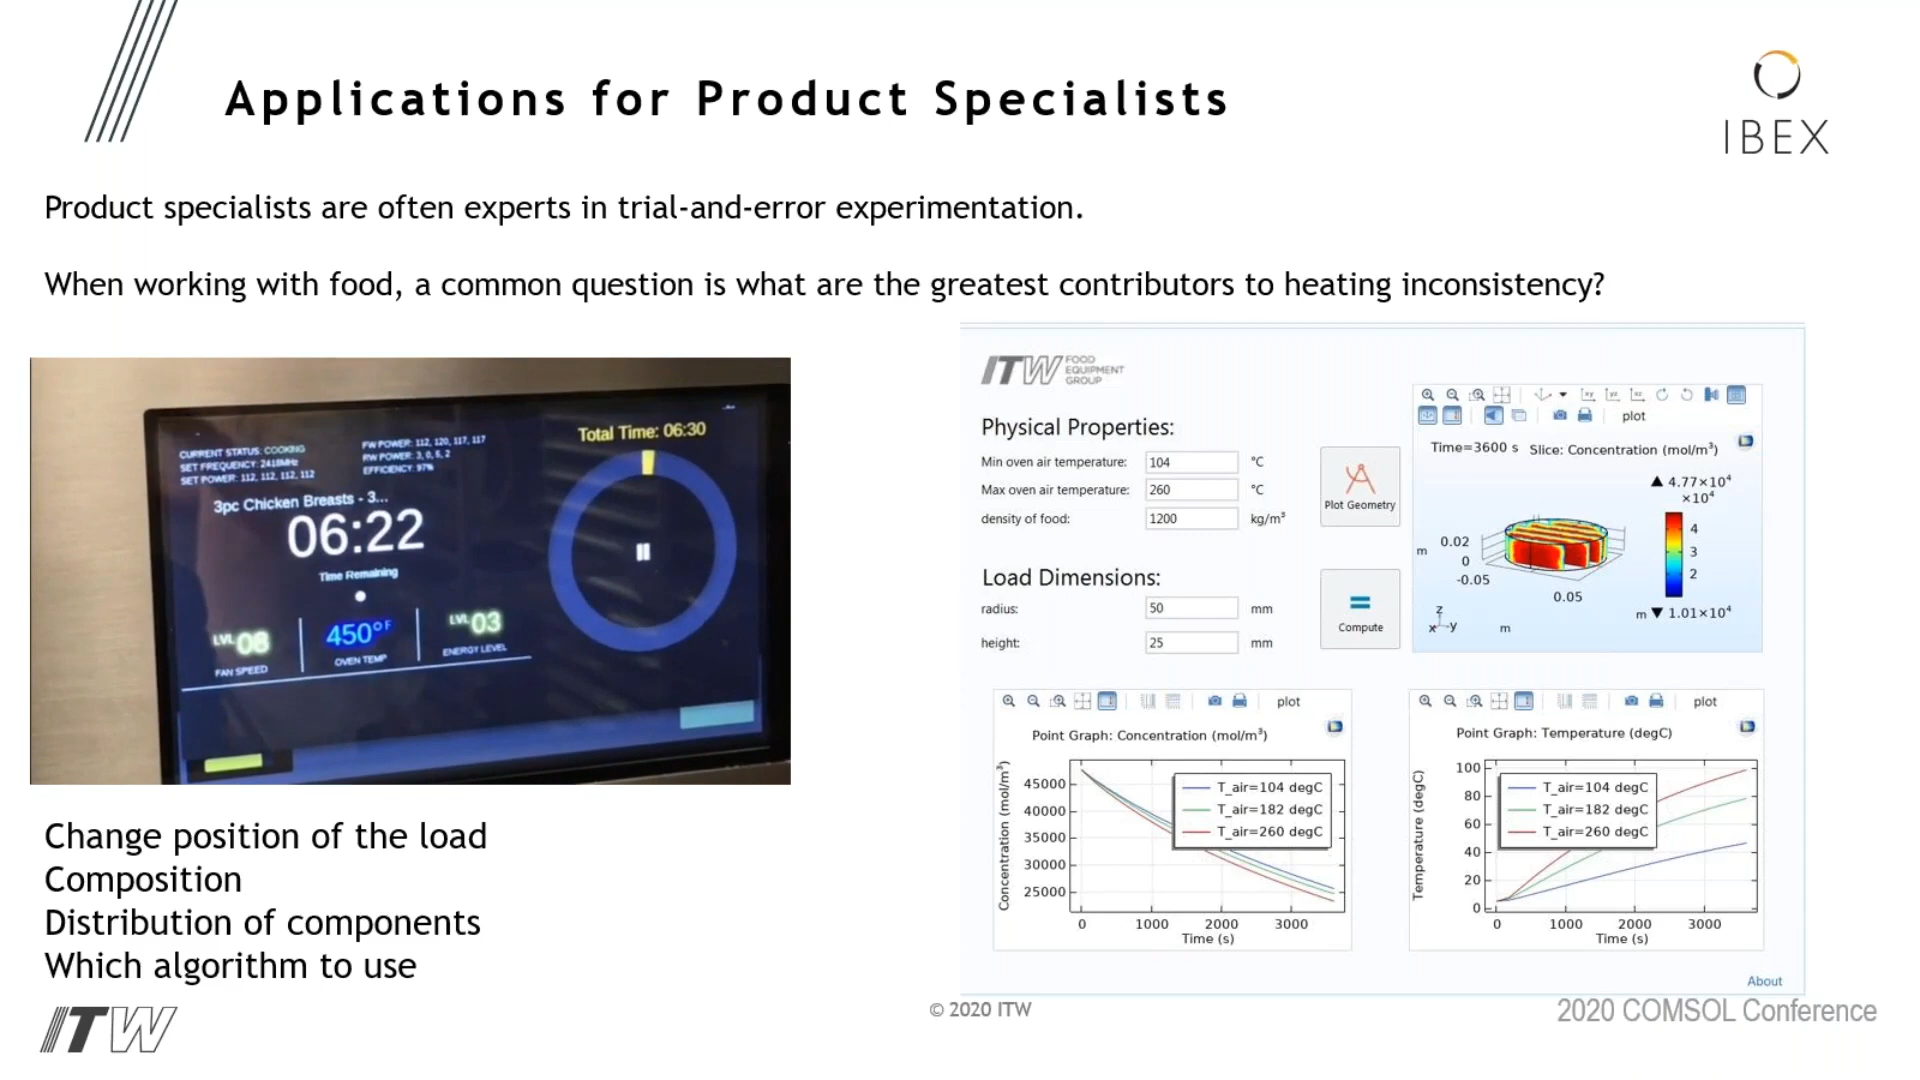 Applications for Product Specialists
IBEX
Product specialists are often experts in trial-and-error experimentation.
When working with food, a common question is what are the greatest contributors to heating inconsistency?
CURRENT STATUS: COOKING
SET FREQUENCY: 2418MHz
SET POWER: 112, 112, 112, 112
FW POWER: 112, 120, 117, 117
RW POWER: 3, 0, 5, 2
EFFICIENCY: 97%
Total Time: 06:30
3pc Chicken Breasts - 3...
06:22
Time Remaining
LVL 08
FAN SPEED
450°F
OVEN TEMP
LVL 03
ENERGY LEVEL
Change position of the load
Composition
Distribution of components
Which algorithm to use
ITW FOOD EQUIPMENT GROUP
Physical Properties:
Min oven air temperature: 104 °C
Max oven air temperature: 260 °C
density of food: 1200 kg/m³
Plot Geometry
Load Dimensions:
radius: 50 mm
height: 25 mm
= Compute
xy yz xz
plot
Time=3600 s Slice: Concentration (mol/m³)
▲ 4.77×10⁴
×10⁴
4
3
2
m ▼ 1.01×10⁴
m
0.02
0
-0.05
0.05
m
z
x y
plot
Point Graph: Concentration (mol/m³)
Concentration (mol/m³)
45000
40000
35000
30000
25000
T_air=104 degC
T_air=182 degC
T_air=260 degC
0 1000 2000 3000
Time (s)
plot
Point Graph: Temperature (degC)
Temperature (degC)
100
80
60
40
20
0
T_air=104 degC
T_air=182 degC
T_air=260 degC
0 1000 2000 3000
Time (s)
About
ITW
© 2020 ITW
2020 COMSOL Conference